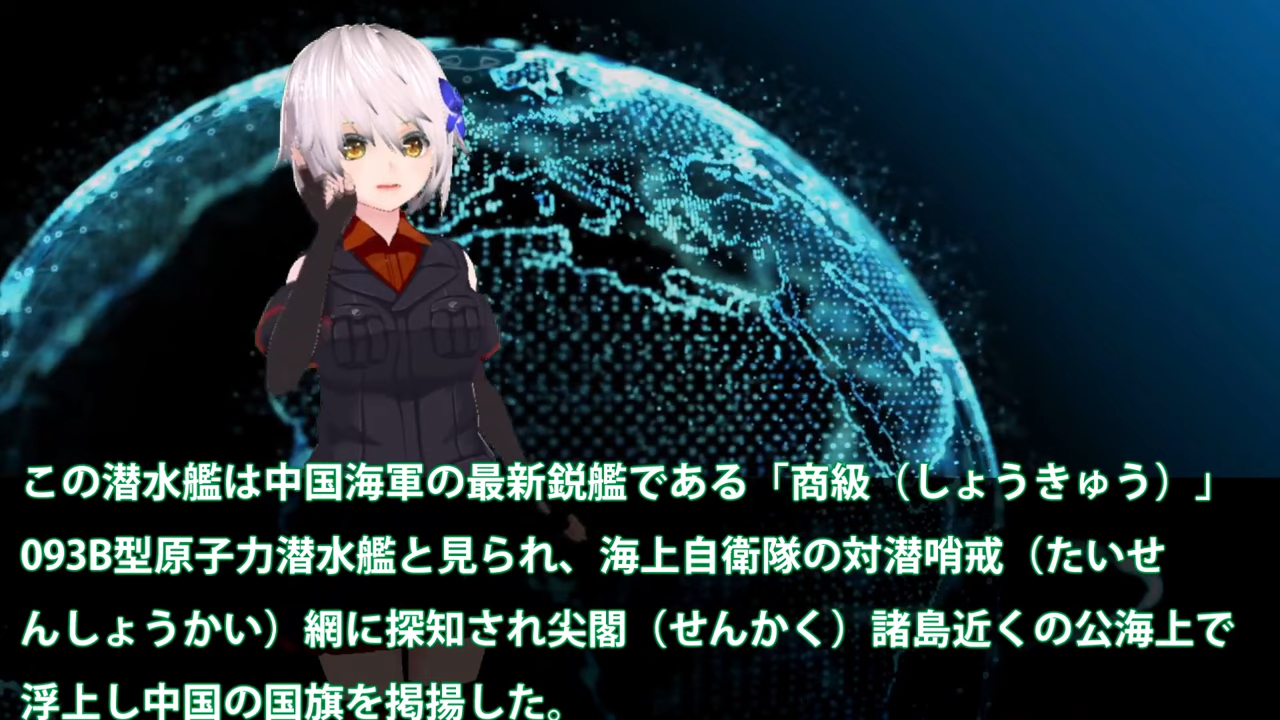 この潜水艦は中国海軍の最新鋭艦である「商級（しょうきゅう）」
093B型原子力潜水艦と見られ、海上自衛隊の対潜哨戒（たいせ
んしょうかい）網に探知され尖閣（せんかく）諸島近くの公海上で
浮上し中国の国旗を掲揚した。